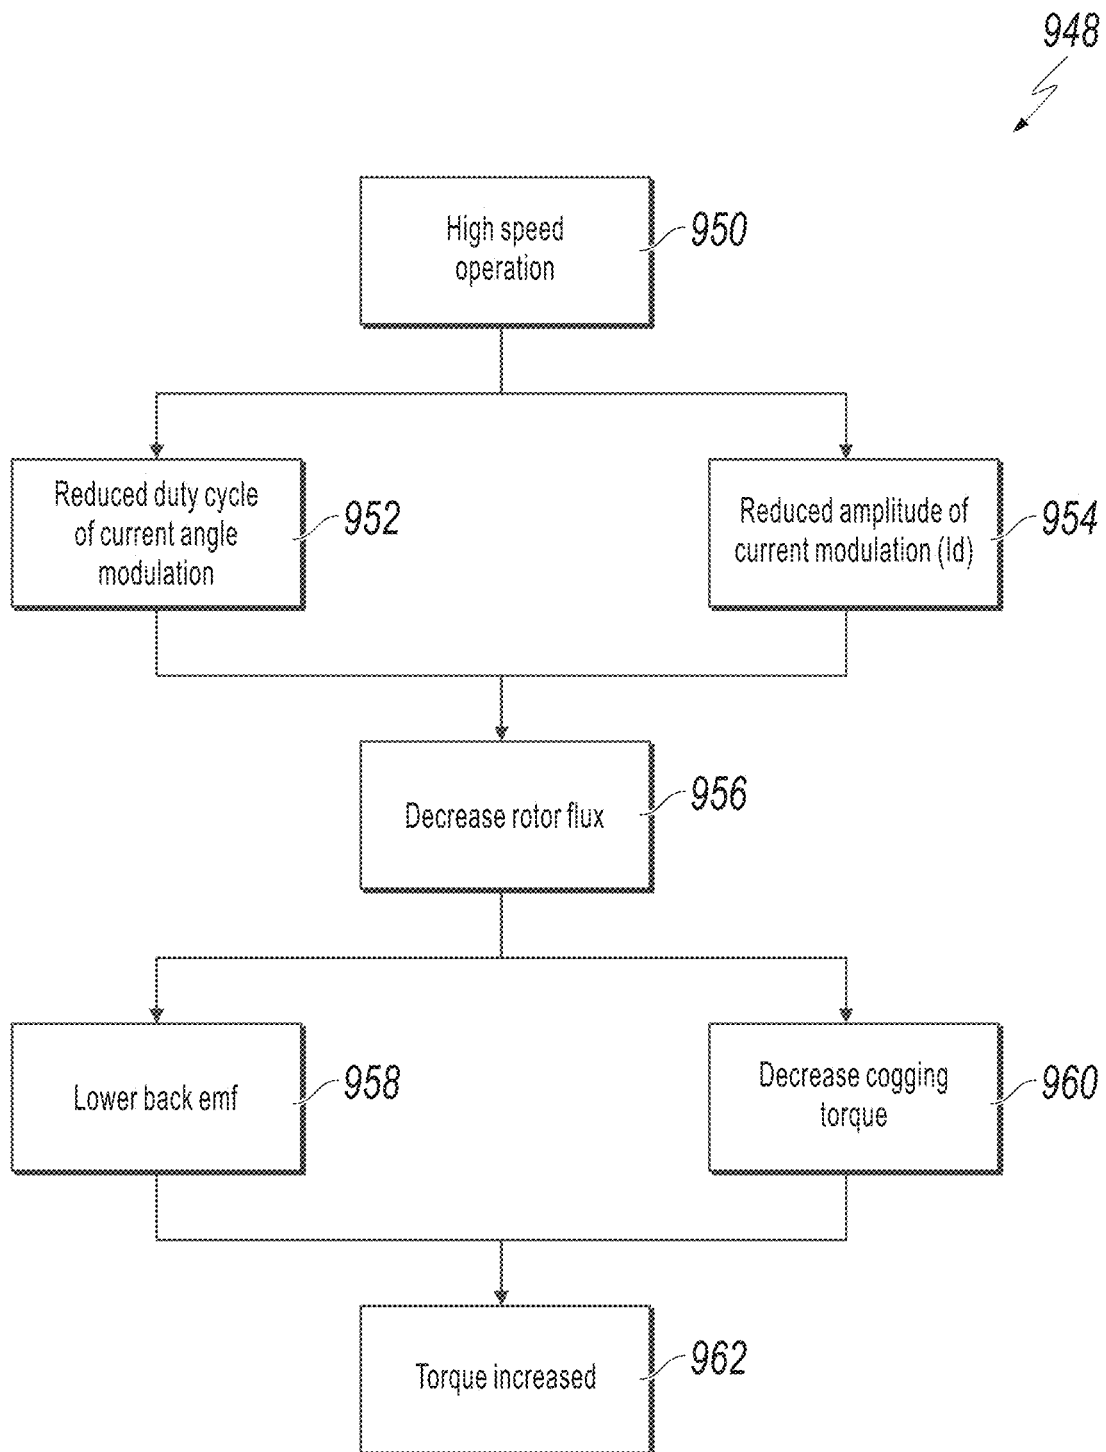 948
High speed
operation
950
Reduced duty cycle
of current angle
modulation
952
Reduced amplitude of
current modulation (Id)
954
Decrease rotor flux
956
Lower back emf
958
Decrease cogging
torque
960
Torque increased
962